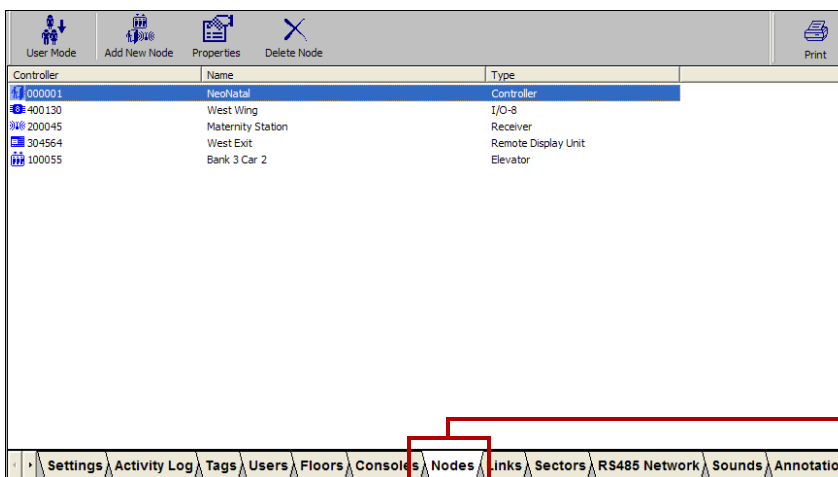 User Mode Add New Node Properties Delete Node Print
Controller Name Type
000001 NeoNatal Controller
8 400130 West Wing I/O-8
200045 Maternity Station Receiver
304564 West Exit Remote Display Unit
100055 Bank 3 Car 2 Elevator
Settings Activity Log Tags Users Floors Consoles Nodes Links Sectors RS485 Network Sounds Annotatio